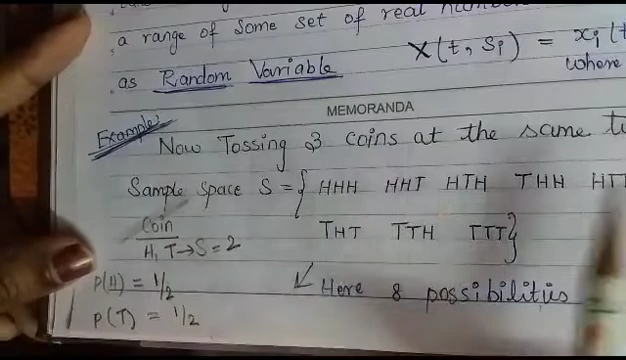 a range of some set of real
as Random Variable X(t, Si) = xi(t
where
MEMORANDA
Example:
Now Tossing 3 coins at the same
Sample Space S = { HHH HHT HTH THH HTT
THT TTH TTT}
Coin
H, T→S=2
Here 8 possibilities
P(H) = 1/2
P(T) = 1/2